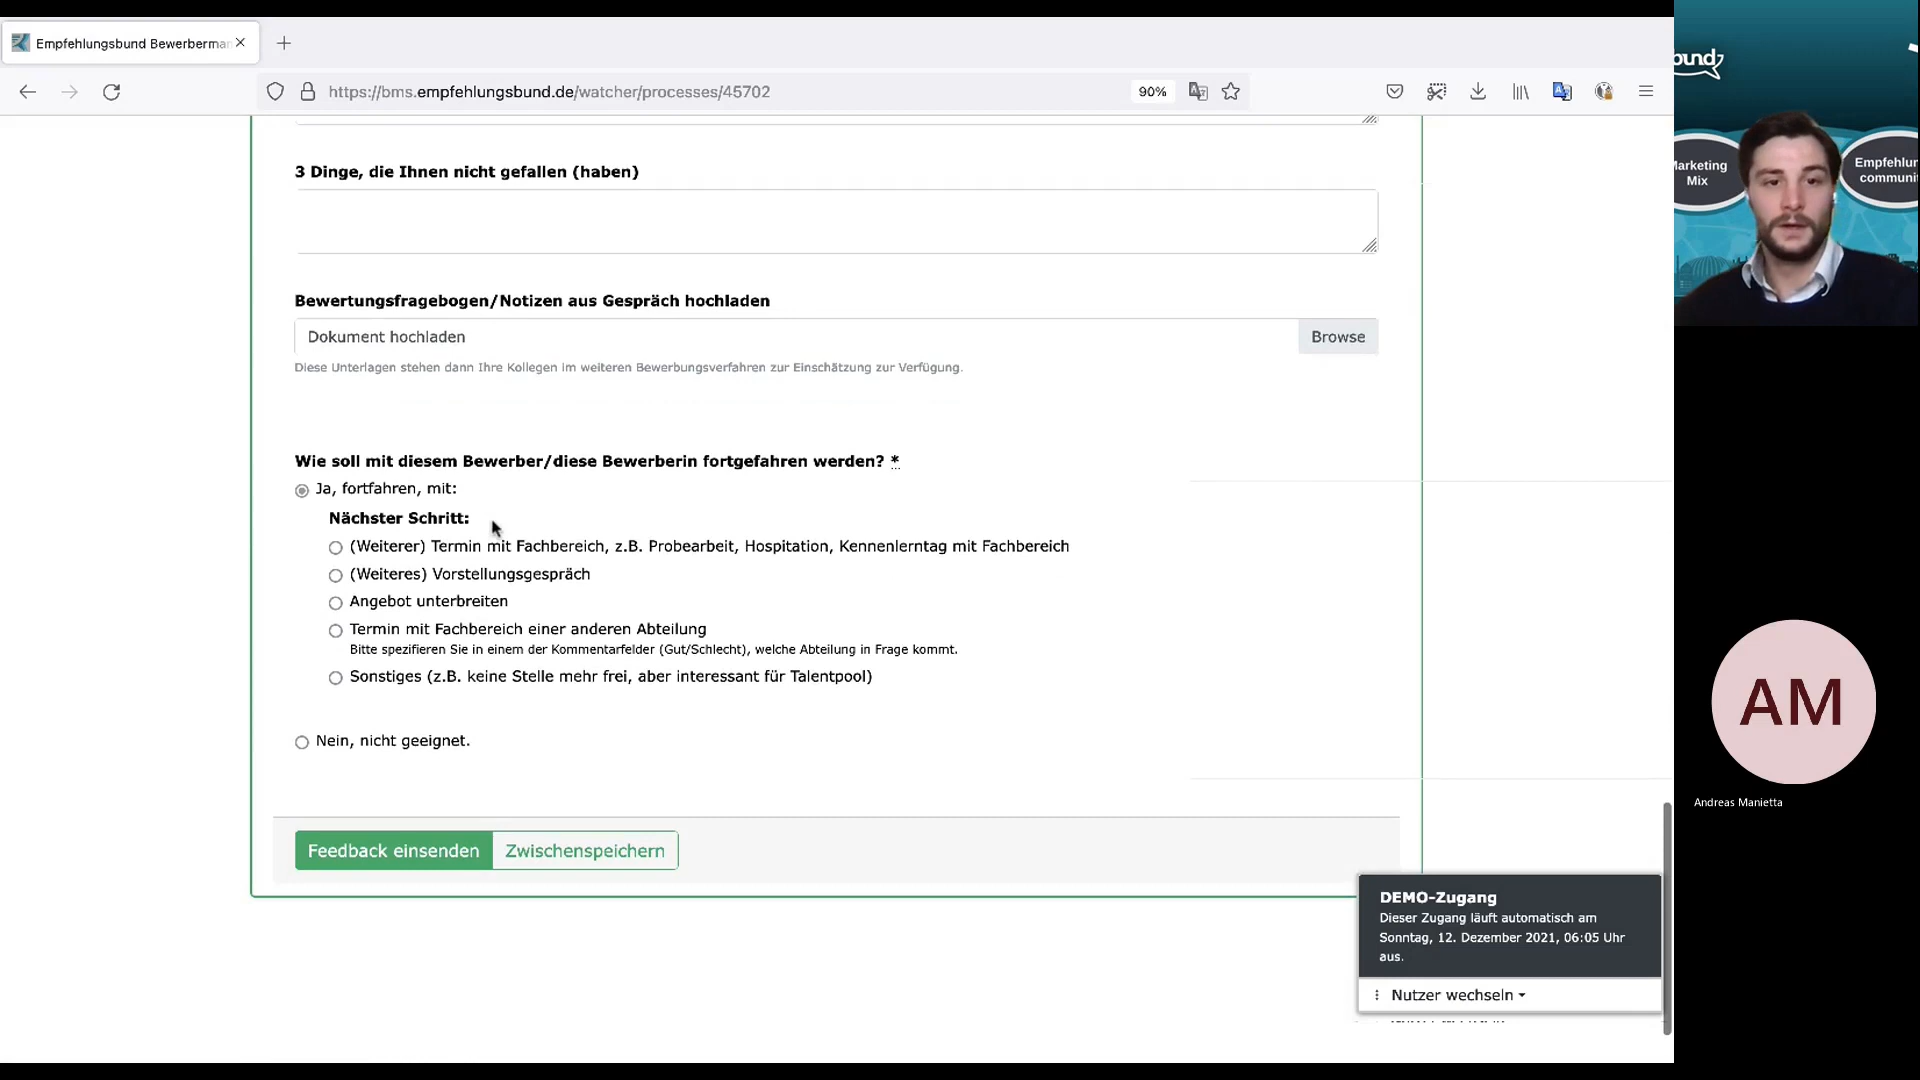 Empfehlungsbund Bewerbermar
https://bms.empfehlungsbund.de/watcher/processes/45702
90%
3 Dinge, die Ihnen nicht gefallen (haben)
Bewertungsfragebogen/Notizen aus Gespräch hochladen
Dokument hochladen
Browse
Diese Unterlagen stehen dann Ihre Kollegen im weiteren Bewerbungsverfahren zur Einschätzung zur Verfügung.
Wie soll mit diesem Bewerber/diese Bewerberin fortgefahren werden? *
Ja, fortfahren, mit:
Nächster Schritt:
(Weiterer) Termin mit Fachbereich, z.B. Probearbeit, Hospitation, Kennenlerntag mit Fachbereich
(Weiteres) Vorstellungsgespräch
Angebot unterbreiten
Termin mit Fachbereich einer anderen Abteilung
Bitte spezifieren Sie in einem der Kommentarfelder (Gut/Schlecht), welche Abteilung in Frage kommt.
Sonstiges (z.B. keine Stelle mehr frei, aber interessant für Talentpool)
Nein, nicht geeignet.
Feedback einsenden
Zwischenspeichern
DEMO-Zugang
Dieser Zugang läuft automatisch am
Sonntag, 12. Dezember 2021, 06:05 Uhr
aus.
Nutzer wechseln
bund
arketing
Mix
Empfehlun
communi
AM
Andreas Manietta